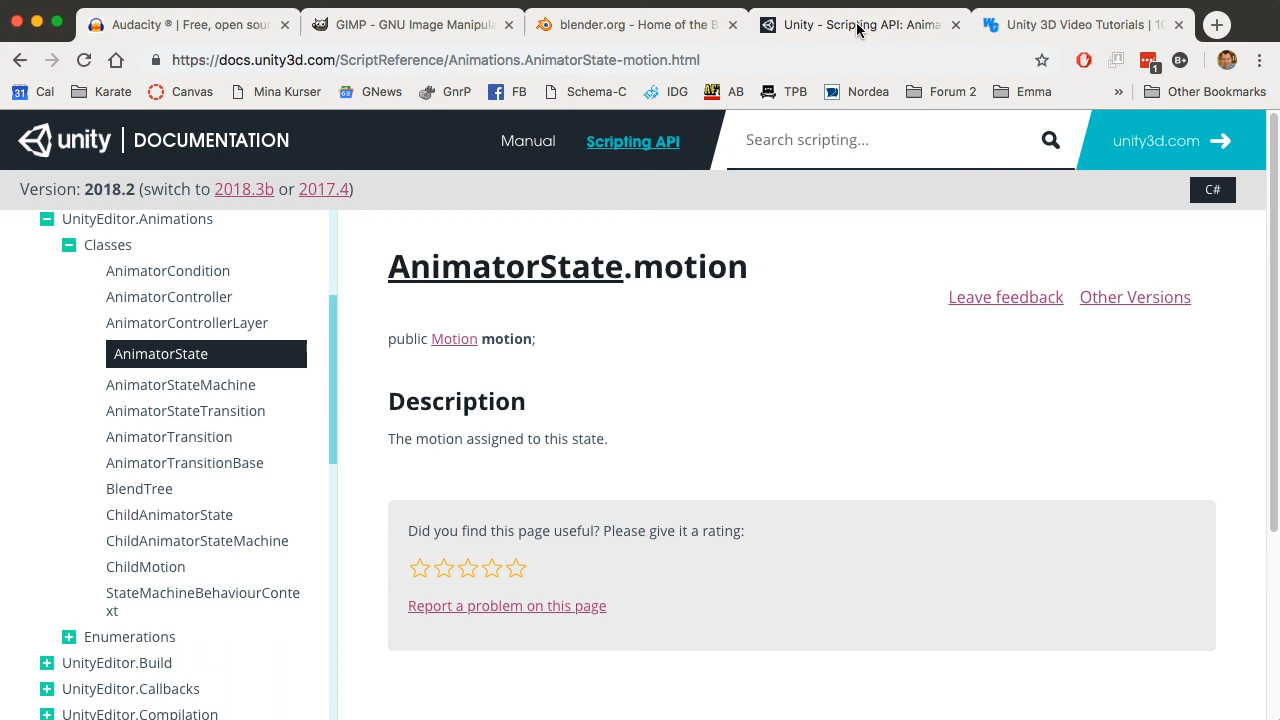 Audacity ® | Free, open sour
GIMP - GNU Image Manipula
blender.org - Home of the B
Unity - Scripting API: Anima
Unity 3D Video Tutorials | 10
https://docs.unity3d.com/ScriptReference/Animations.AnimatorState-motion.html
1
B+
31 Cal
Karate
Canvas
Mina Kurser
GNews
GnrP
FB
Schema-C
IDG
AB
TPB
Nordea
Forum 2
Emma
»
Other Bookmarks
unity | DOCUMENTATION
Manual
Scripting API
Search scripting...
unity3d.com
Version: 2018.2 (switch to 2018.3b or 2017.4)
C#
UnityEditor.Animations
Classes
AnimatorCondition
AnimatorController
AnimatorControllerLayer
AnimatorState
AnimatorStateMachine
AnimatorStateTransition
AnimatorTransition
AnimatorTransitionBase
BlendTree
ChildAnimatorState
ChildAnimatorStateMachine
ChildMotion
StateMachineBehaviourConte
xt
Enumerations
UnityEditor.Build
UnityEditor.Callbacks
UnityEditor.Compilation
AnimatorState.motion
Leave feedback
Other Versions
public Motion motion;
Description
The motion assigned to this state.
Did you find this page useful? Please give it a rating:
Report a problem on this page